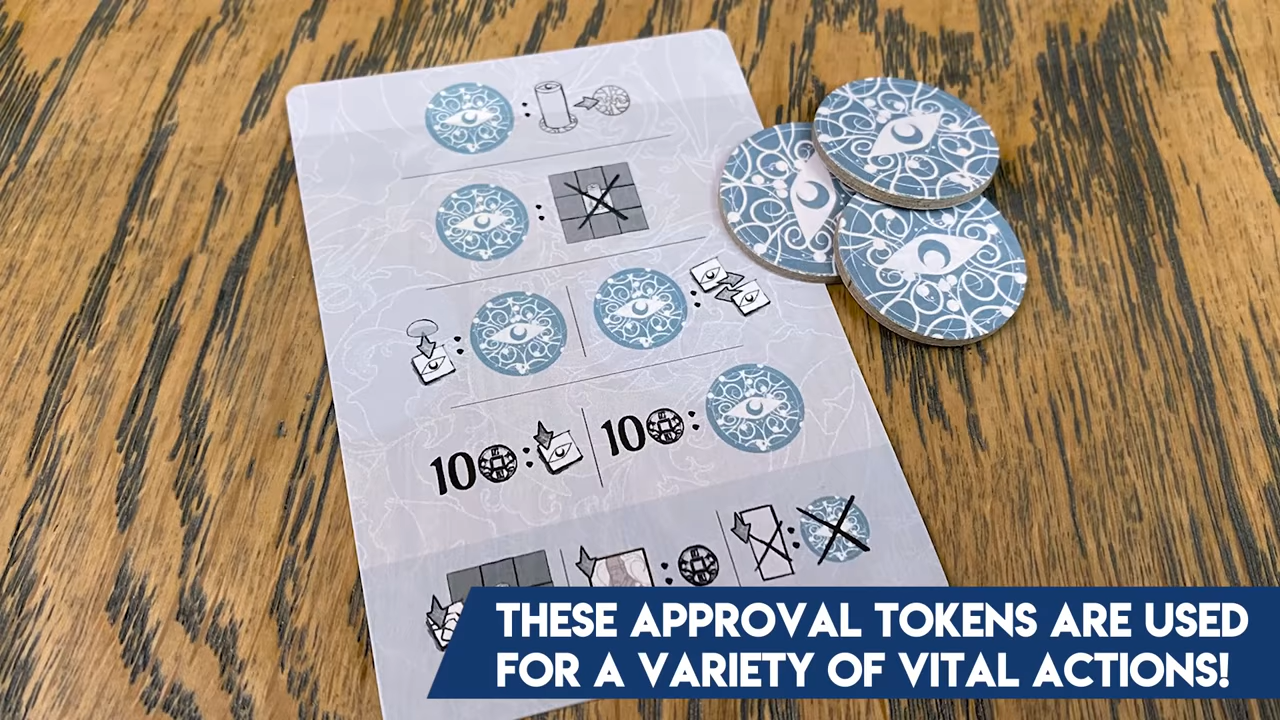 10 : 
10 :
THESE APPROVAL TOKENS ARE USED
FOR A VARIETY OF VITAL ACTIONS!